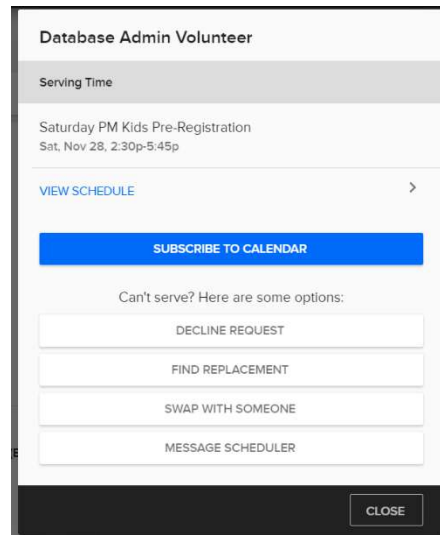 Database Admin Volunteer
Serving Time
Saturday PM Kids Pre-Registration
Sat, Nov 28, 2:30p-5:45p
VIEW SCHEDULE
SUBSCRIBE TO CALENDAR
Can't serve? Here are some options:
DECLINE REQUEST
FIND REPLACEMENT
SWAP WITH SOMEONE
MESSAGE SCHEDULER
CLOSE